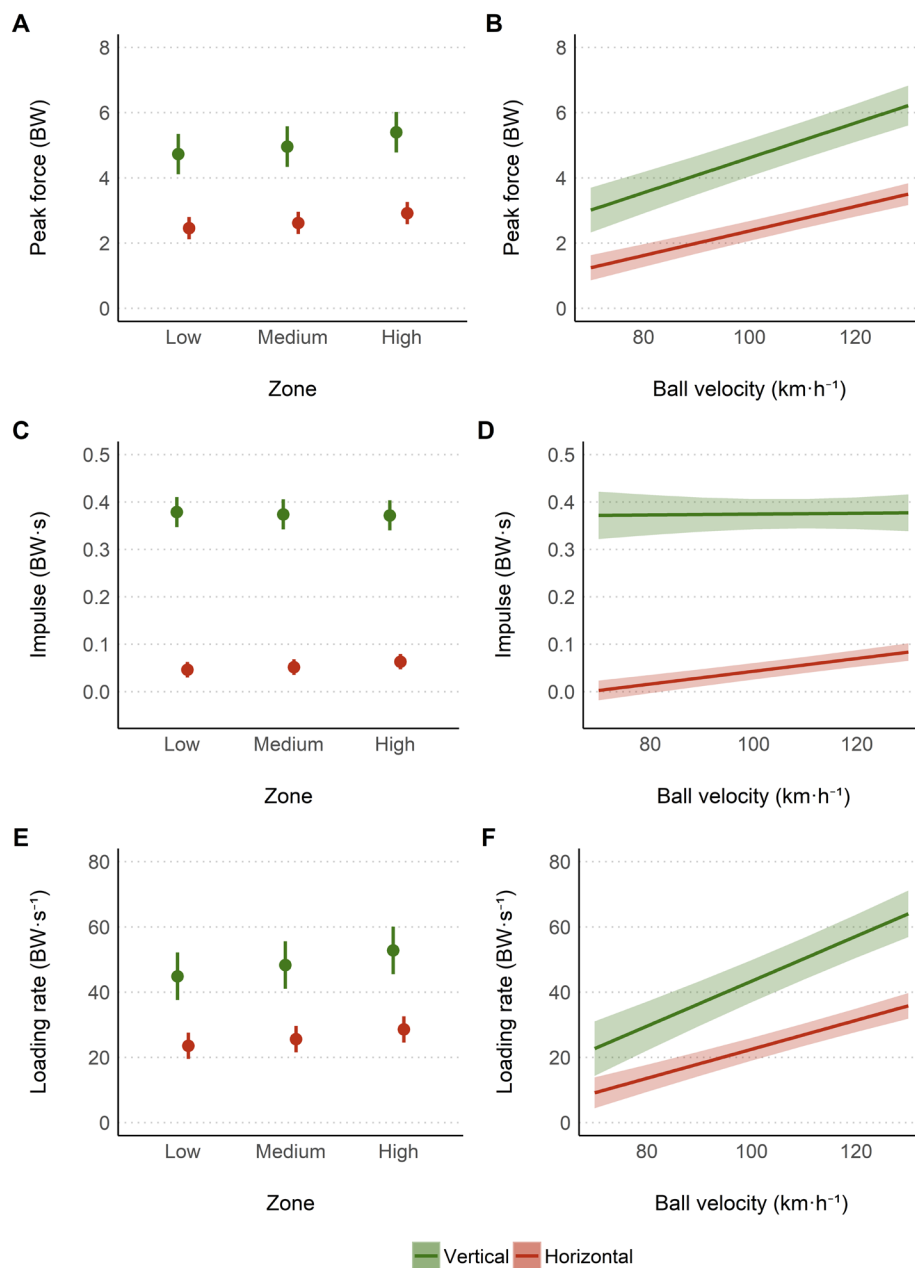 A
B
8
6
4
2
0
Peak force (BW)
Low Medium High
Zone
8
6
4
2
0
Peak force (BW)
80 100 120
Ball velocity (km·h⁻¹)
C
D
0.5
0.4
0.3
0.2
0.1
0.0
Impulse (BW·s)
Low Medium High
Zone
0.5
0.4
0.3
0.2
0.1
0.0
Impulse (BW·s)
80 100 120
Ball velocity (km·h⁻¹)
E
F
80
60
40
20
0
Loading rate (BW·s⁻¹)
Low Medium High
Zone
80
60
40
20
0
Loading rate (BW·s⁻¹)
80 100 120
Ball velocity (km·h⁻¹)
Vertical Horizontal